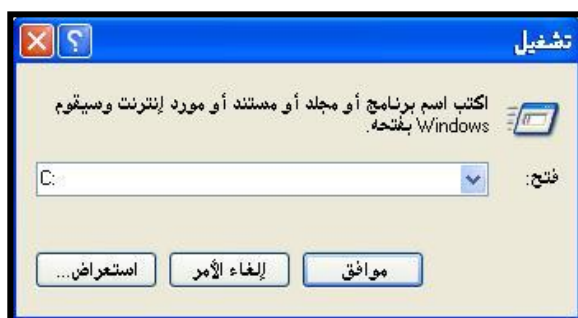 تشغيل
اكتب اسم برنامج أو مجلد أو مستند أو مورد إنترنت وسيقوم
Windows بفتحه.
فتح:
C:
موافق
إلغاء الأمر
استعراض...